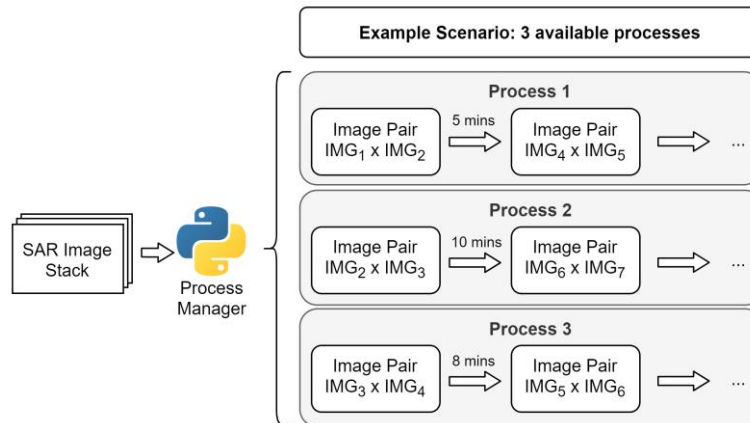 Example Scenario: 3 available processes
SAR Image
Stack
Process
Manager
Process 1
Image Pair
IMG₁ x IMG₂
5 mins
Image Pair
IMG₄ x IMG₅
...
Process 2
Image Pair
IMG₂ x IMG₃
10 mins
Image Pair
IMG₆ x IMG₇
...
Process 3
Image Pair
IMG₃ x IMG₄
8 mins
Image Pair
IMG₅ x IMG₆
...